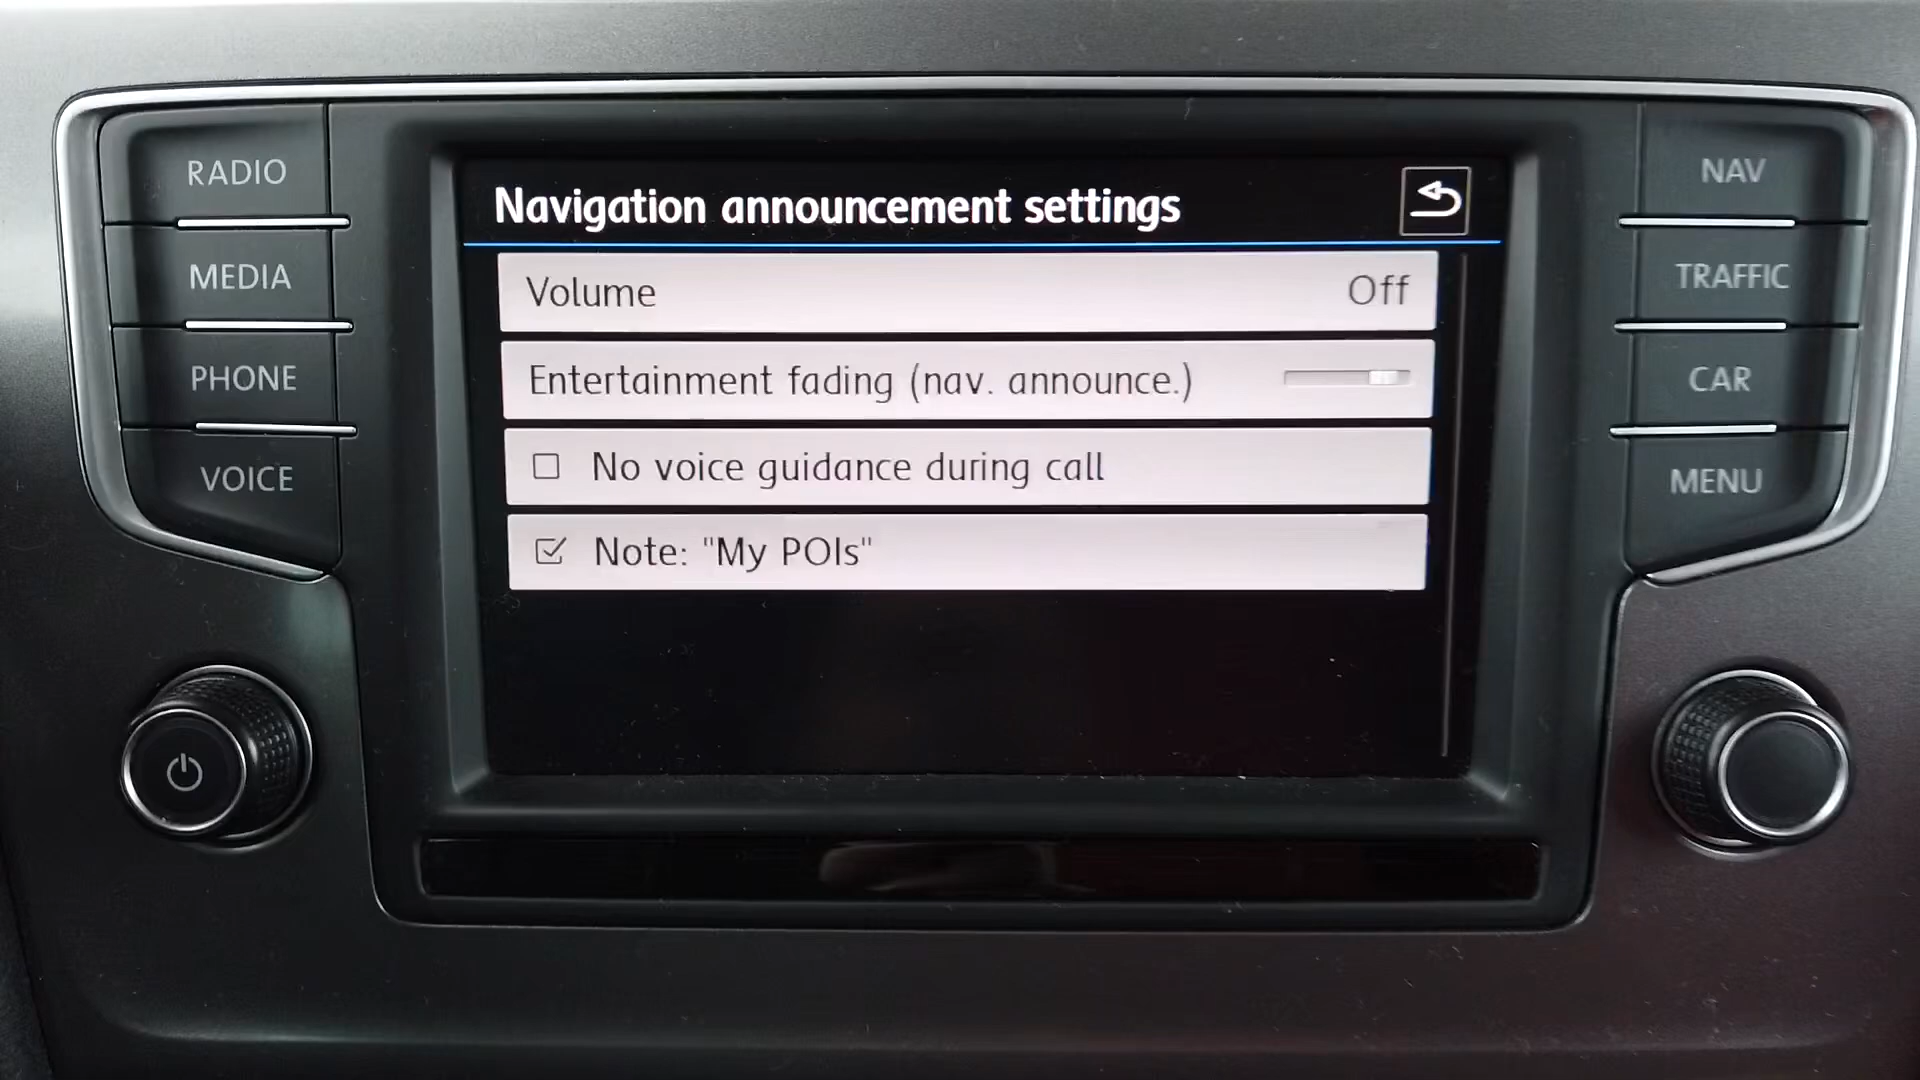 RADIO
MEDIA
PHONE
VOICE
Navigation announcement settings
Volume Off
Entertainment fading (nav. announce.)
No voice guidance during call
Note: "My POIs"
NAV
TRAFFIC
CAR
MENU